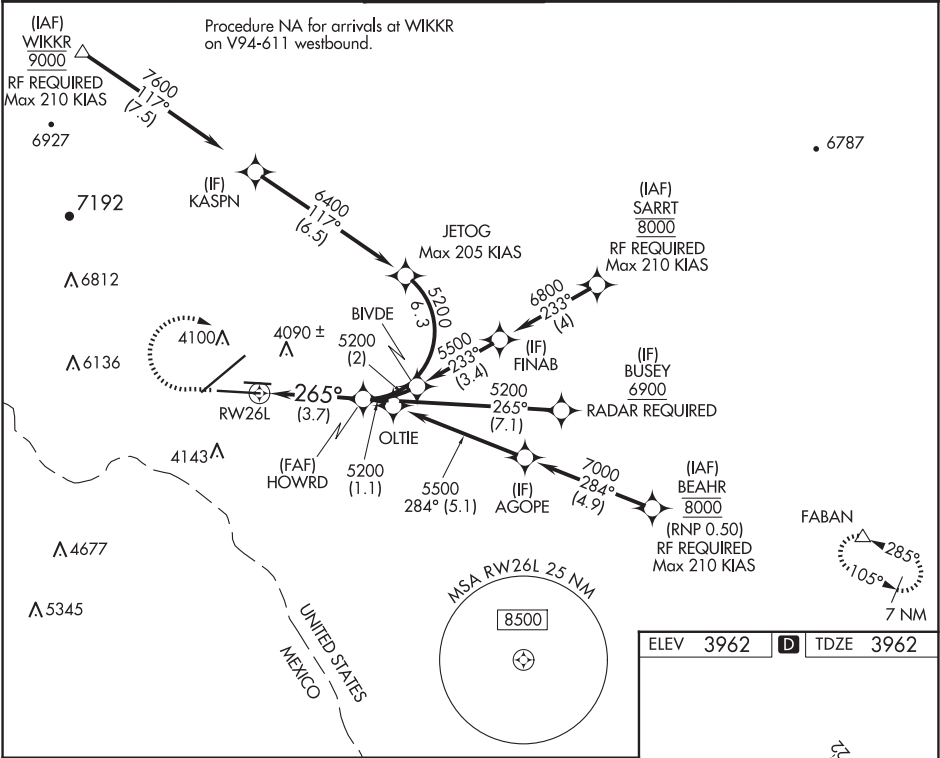 Procedure NA for arrivals at WIKKR
on V94-611 westbound.
(IAF)
WIKKR
9000
RF REQUIRED
Max 210 KIAS
7600
117°
(7.5)
6927
7192
(IF)
KASPN
6400
117°
(6.5)
6787
JETOG
Max 205 KIAS
(IAF)
SARRT
8000
RF REQUIRED
Max 210 KIAS
6812
5200
6.3
6800
233°
(4)
BIVDE
4100
4090 ±
5200
(2)
5500
233°
(3.4)
(IF)
FINAB
6136
(IF)
BUSEY
6900
RADAR REQUIRED
RW26L
265°
(3.7)
5200
265°
(7.1)
OLTIE
4143
(FAF)
HOWRD
5200
(1.1)
5500
284° (5.1)
(IF)
AGOPE
7000
284°
(4.9)
(IAF)
BEAHR
8000
(RNP 0.50)
RF REQUIRED
Max 210 KIAS
FABAN
285°
105°
7 NM
4677
5345
UNITED STATES
MEXICO
MSA RW26L 25 NM
8500
ELEV 3962 D TDZE 3962
22